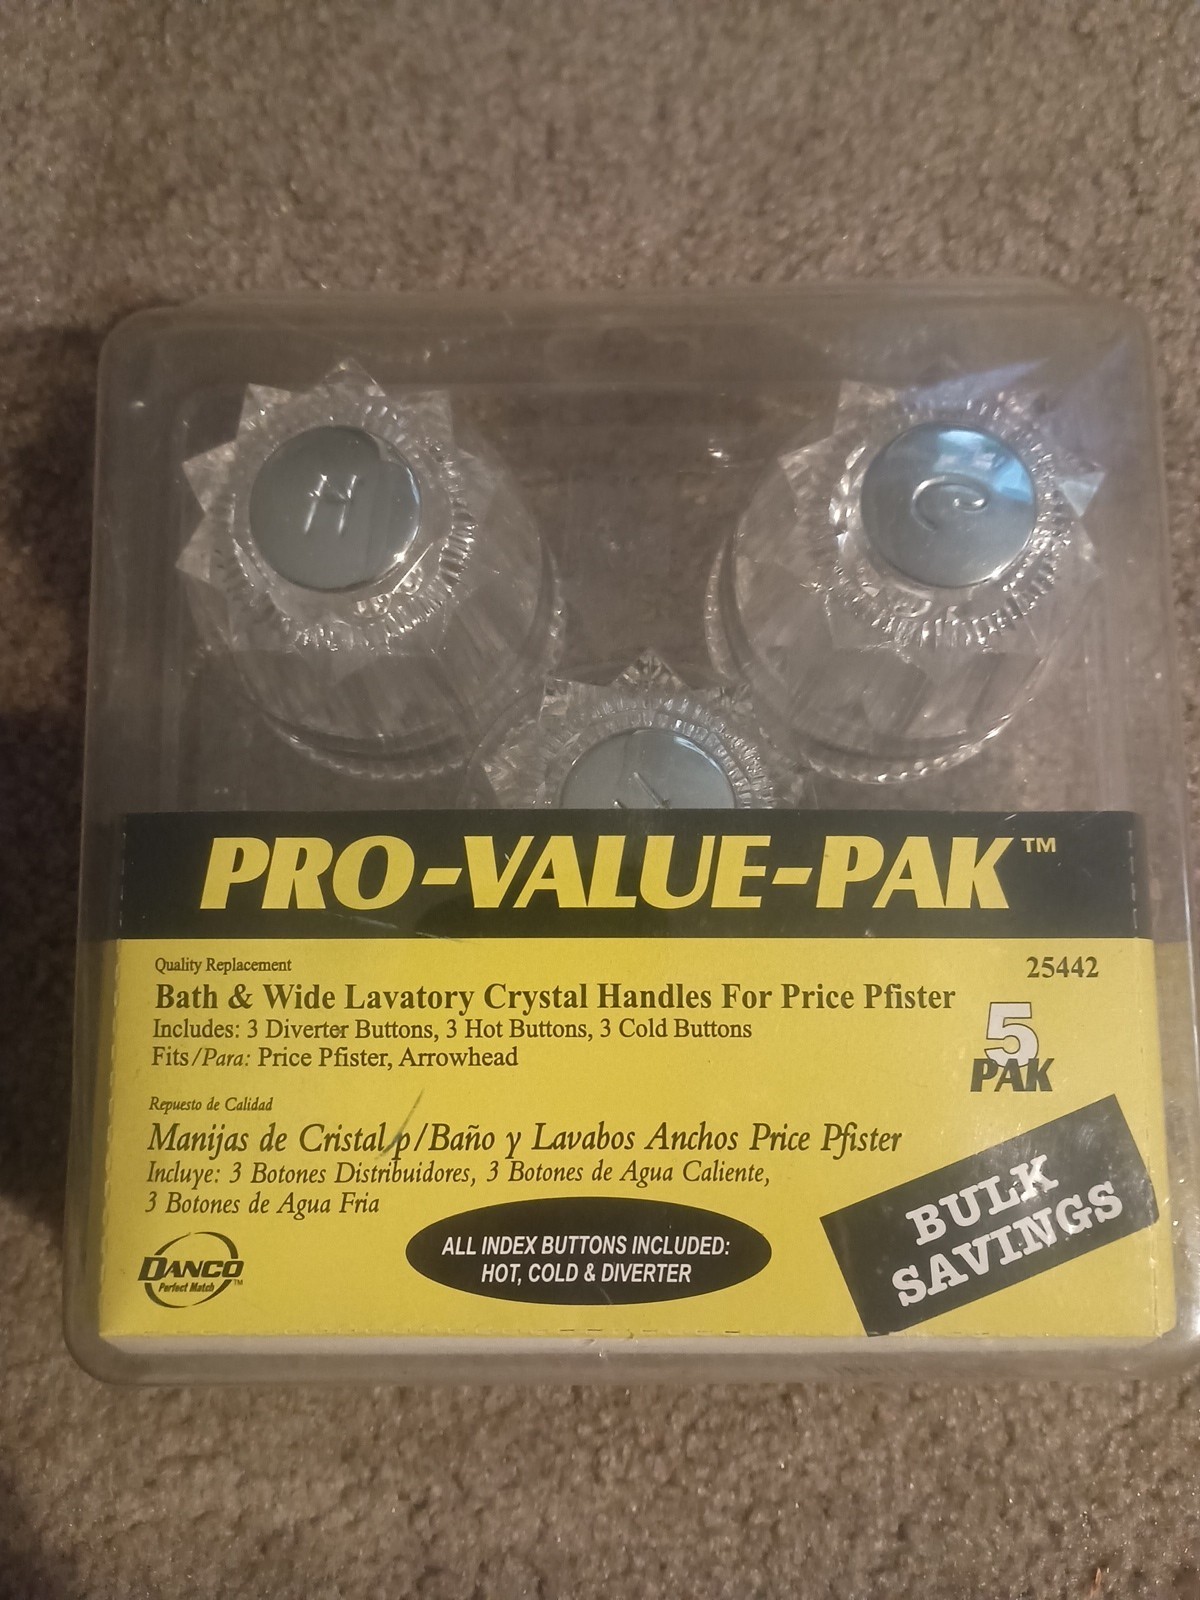 H
C
PRO-VALUE-PAK™
Quality Replacement
25442
Bath & Wide Lavatory Crystal Handles For Price Pfister
Includes: 3 Diverter Buttons, 3 Hot Buttons, 3 Cold Buttons
Fits/Para: Price Pfister, Arrowhead
5
PAK
Repuesto de Calidad
Manijas de Cristal p/Baño y Lavabos Anchos Price Pfister
Incluye: 3 Botones Distribuidores, 3 Botones de Agua Caliente,
3 Botones de Agua Fria
BULK
SAVINGS
ALL INDEX BUTTONS INCLUDED:
HOT, COLD & DIVERTER
DANCO™
Perfect Match